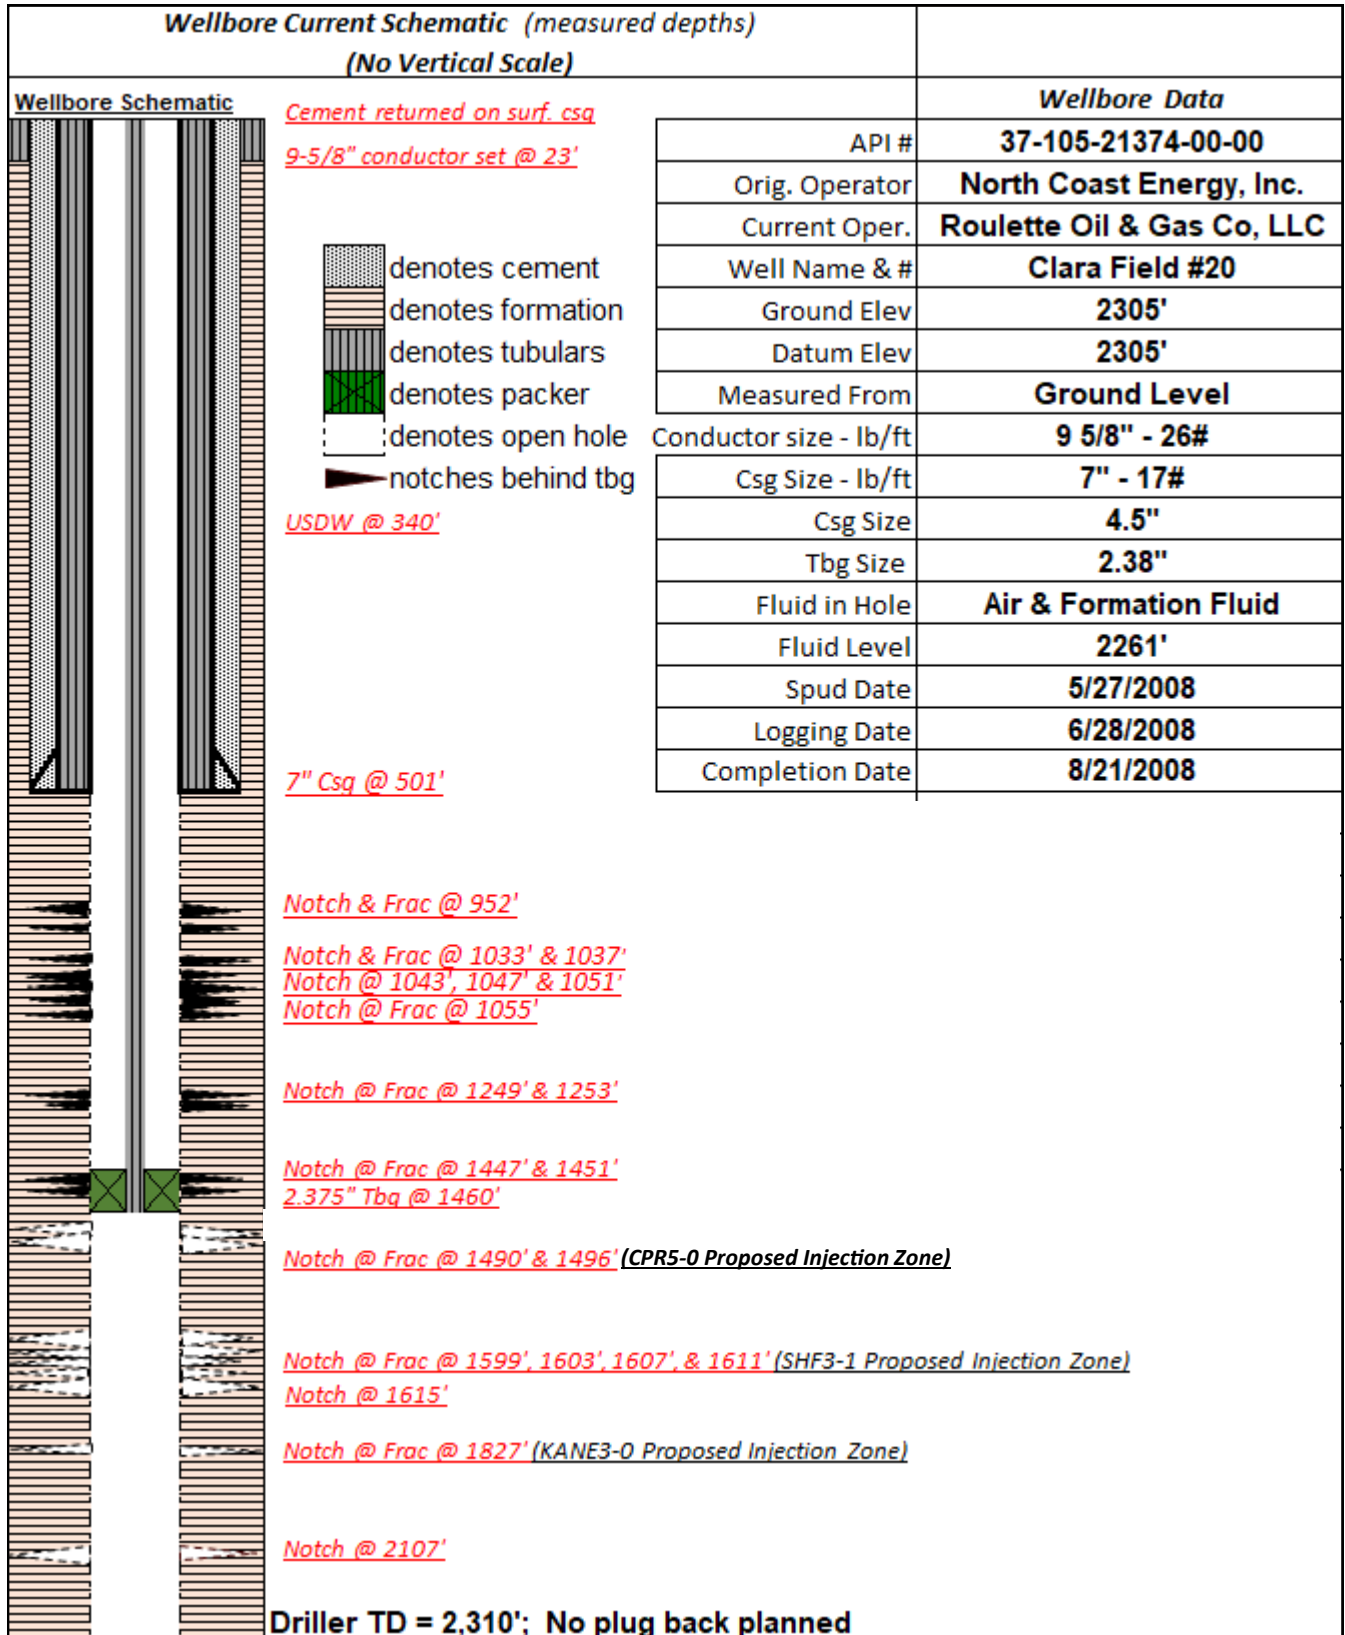 Wellbore Current Schematic (measured depths)
(No Vertical Scale)
Wellbore Schematic
Cement returned on surf. csg
9-5/8" conductor set @ 23'
denotes cement
denotes formation
denotes tubulars
denotes packer
denotes open hole
notches behind tbg
USDW @ 340'
7" Csg @ 501'
Wellbore Data
API # 37-105-21374-00-00
Orig. Operator North Coast Energy, Inc.
Current Oper. Roulette Oil & Gas Co, LLC
Well Name & # Clara Field #20
Ground Elev 2305'
Datum Elev 2305'
Measured From Ground Level
Conductor size - lb/ft 9 5/8" - 26#
Csg Size - lb/ft 7" - 17#
Csg Size 4.5"
Tbg Size 2.38"
Fluid in Hole Air & Formation Fluid
Fluid Level 2261'
Spud Date 5/27/2008
Logging Date 6/28/2008
Completion Date 8/21/2008
Notch & Frac @ 952'
Notch & Frac @ 1033' & 1037'
Notch @ 1043', 1047' & 1051'
Notch @ Frac @ 1055'
Notch @ Frac @ 1249' & 1253'
Notch @ Frac @ 1447' & 1451'
2.375" Tbg @ 1460'
Notch @ Frac @ 1490' & 1496' (CPR5-0 Proposed Injection Zone)
Notch @ Frac @ 1599', 1603', 1607', & 1611' (SHF3-1 Proposed Injection Zone)
Notch @ 1615'
Notch @ Frac @ 1827' (KANE3-0 Proposed Injection Zone)
Notch @ 2107'
Driller TD = 2,310'; No plug back planned